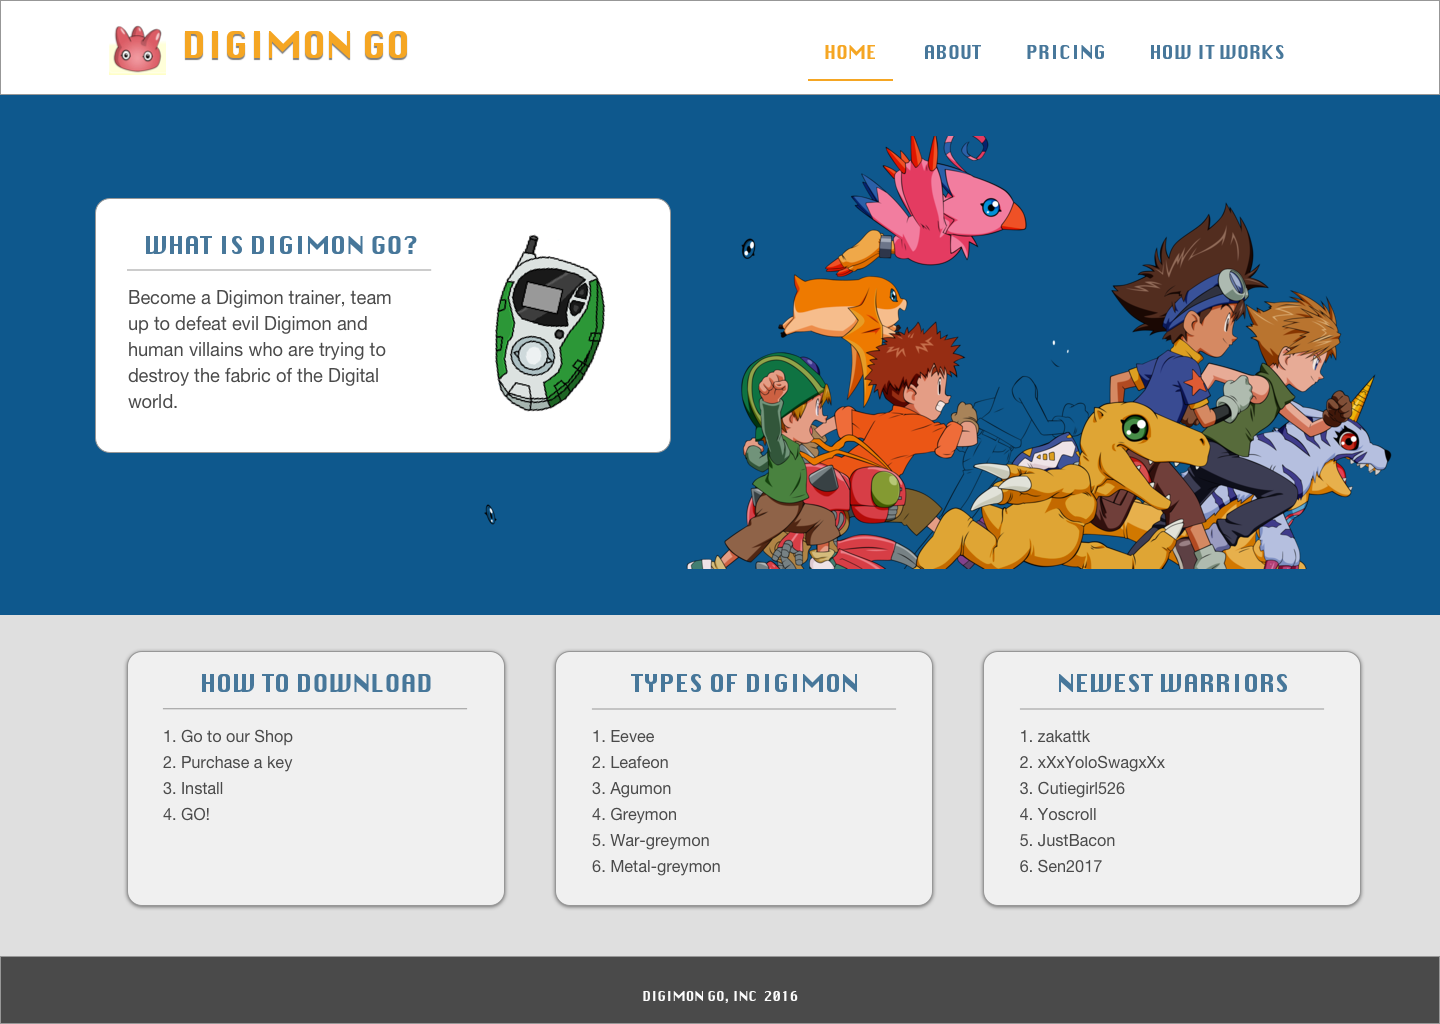 DIGIMON GO
HOME
ABOUT
PRICING
HOW IT WORKS
WHAT IS DIGIMON GO?
Become a Digimon trainer, team
up to defeat evil Digimon and
human villains who are trying to
destroy the fabric of the Digital
world.
HOW TO DOWNLOAD
1. Go to our Shop
2. Purchase a key
3. Install
4. GO!
TYPES OF DIGIMON
1. Eevee
2. Leafeon
3. Agumon
4. Greymon
5. War-greymon
6. Metal-greymon
NEWEST WARRIORS
1. zakattk
2. xXxYoloSwagxXx
3. Cutiegirl526
4. Yoscroll
5. JustBacon
6. Sen2017
DIGIMON GO, INC 2016